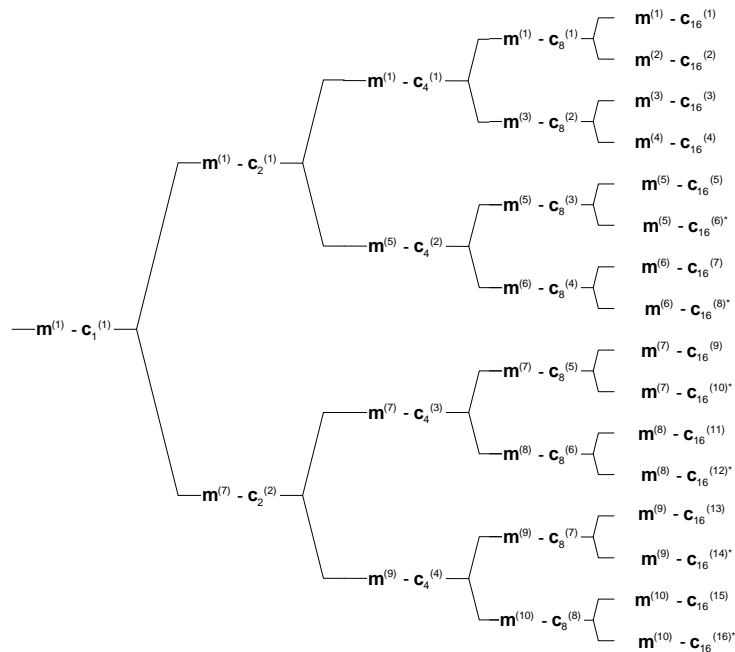 m⁽¹⁾ - c₁₆⁽¹⁾
m⁽¹⁾ - c₈⁽¹⁾
m⁽²⁾ - c₁₆⁽²⁾
m⁽¹⁾ - c₄⁽¹⁾
m⁽³⁾ - c₁₆⁽³⁾
m⁽³⁾ - c₈⁽²⁾
m⁽⁴⁾ - c₁₆⁽⁴⁾
m⁽¹⁾ - c₂⁽¹⁾
m⁽⁵⁾ - c₁₆⁽⁵⁾
m⁽⁵⁾ - c₈⁽³⁾
m⁽⁵⁾ - c₁₆⁽⁶⁾*
m⁽⁵⁾ - c₄⁽²⁾
m⁽⁶⁾ - c₁₆⁽⁷⁾
m⁽⁶⁾ - c₈⁽⁴⁾
m⁽⁶⁾ - c₁₆⁽⁸⁾*
m⁽¹⁾ - c₁⁽¹⁾
m⁽⁷⁾ - c₁₆⁽⁹⁾
m⁽⁷⁾ - c₈⁽⁵⁾
m⁽⁷⁾ - c₁₆⁽¹⁰⁾*
m⁽⁷⁾ - c₄⁽³⁾
m⁽⁸⁾ - c₁₆⁽¹¹⁾
m⁽⁸⁾ - c₈⁽⁶⁾
m⁽⁸⁾ - c₁₆⁽¹²⁾*
m⁽⁷⁾ - c₂⁽²⁾
m⁽⁹⁾ - c₁₆⁽¹³⁾
m⁽⁹⁾ - c₈⁽⁷⁾
m⁽⁹⁾ - c₁₆⁽¹⁴⁾*
m⁽⁹⁾ - c₄⁽⁴⁾
m⁽¹⁰⁾ - c₁₆⁽¹⁵⁾
m⁽¹⁰⁾ - c₈⁽⁸⁾
m⁽¹⁰⁾ - c₁₆⁽¹⁶⁾*